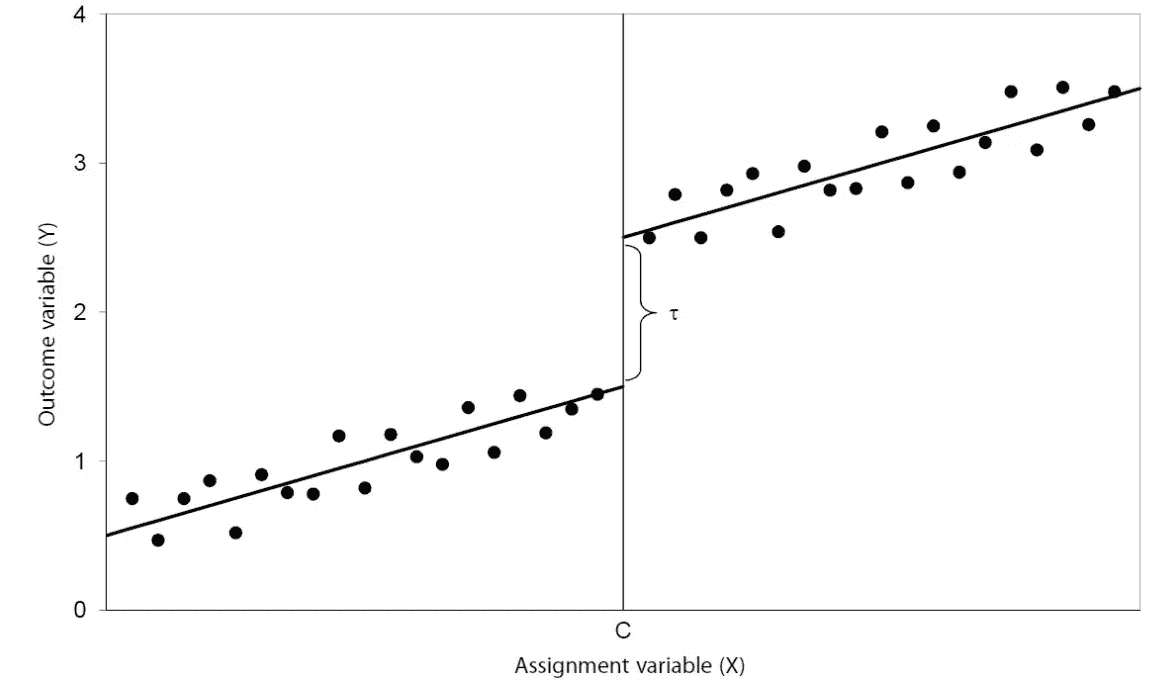 4
3
2
1
0
Outcome variable (Y)
τ
C
Assignment variable (X)